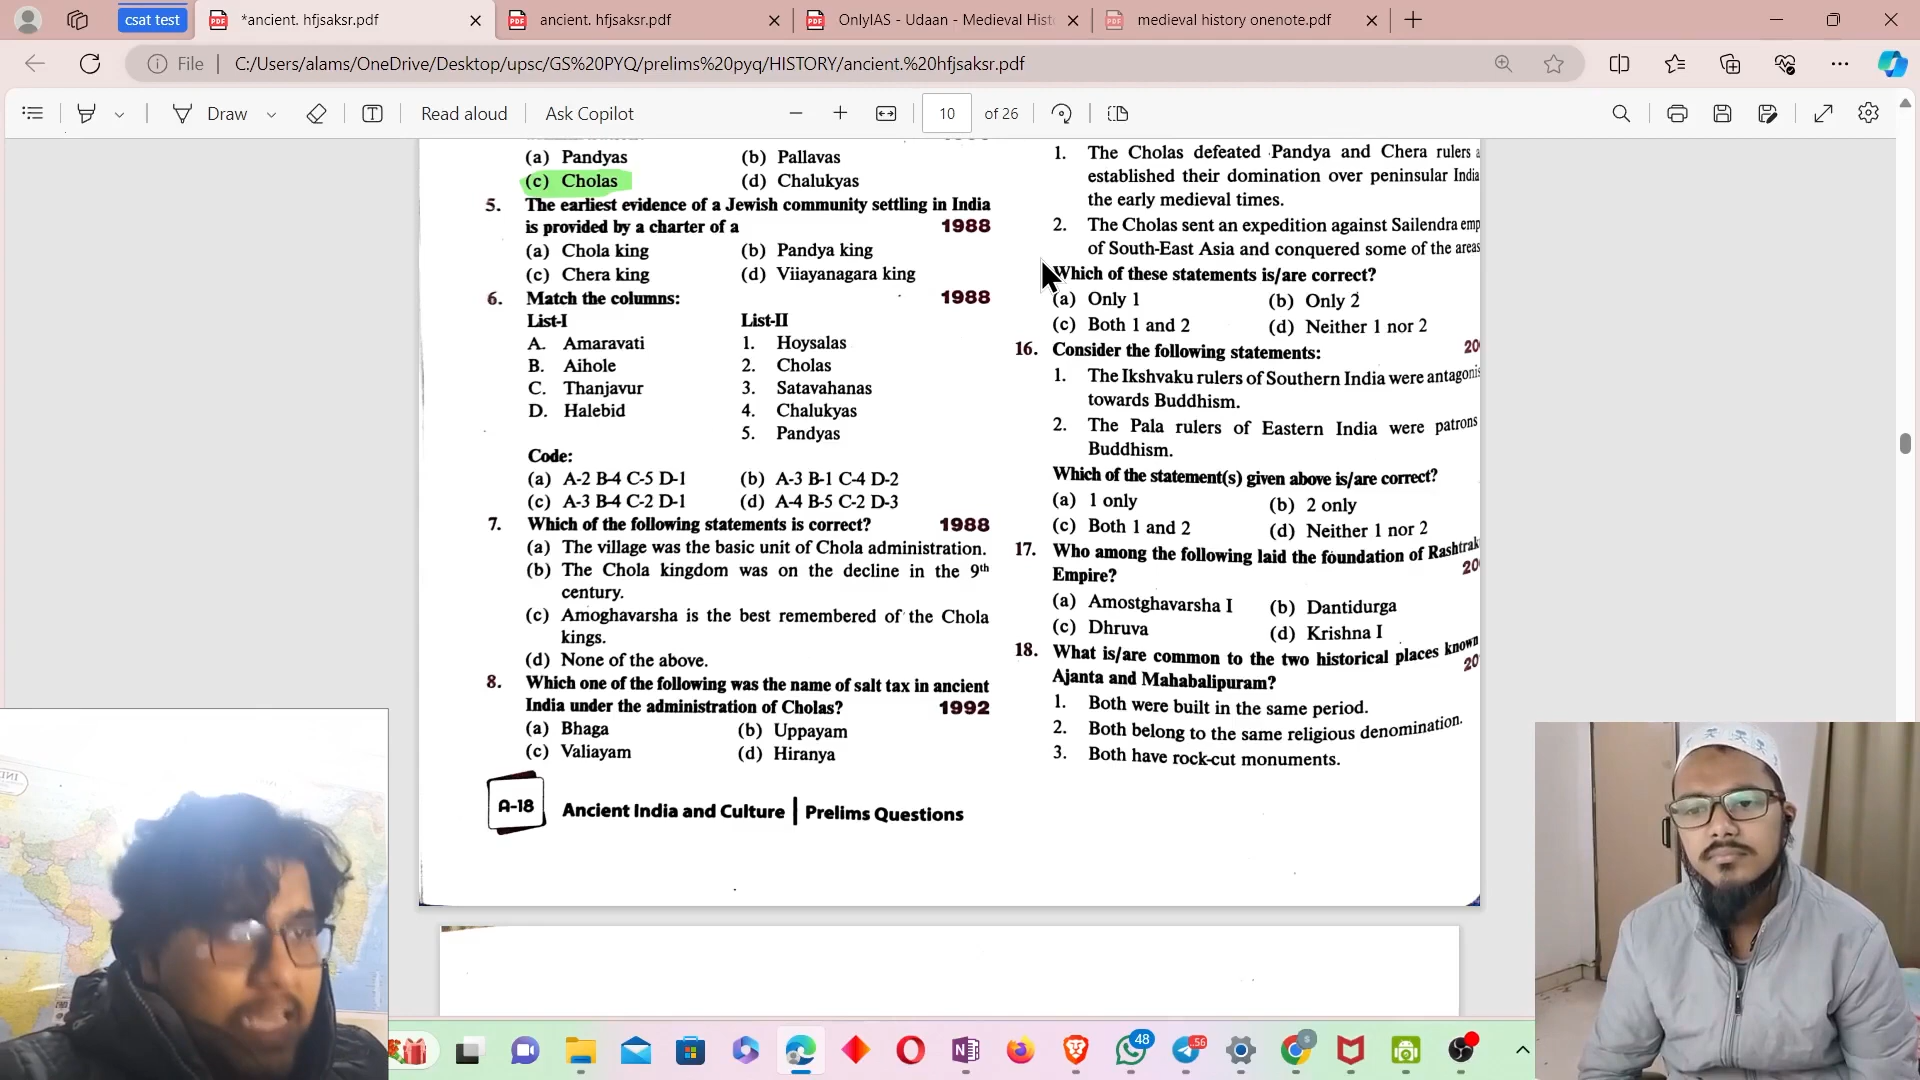 csat test
*ancient. hfjsaksr.pdf
ancient. hfjsaksr.pdf
OnlyIAS - Udaan - Medieval Hist
medieval history onenote.pdf
File
C:/Users/alams/OneDrive/Desktop/upsc/GS%20PYQ/prelims%20pyq/HISTORY/ancient.%20hfjsaksr.pdf
Draw
Read aloud
Ask Copilot
10 of 26
(a) Pandyas (b) Pallavas
(c) Cholas (d) Chalukyas
5. The earliest evidence of a Jewish community settling in India
is provided by a charter of a 1988
(a) Chola king (b) Pandya king
(c) Chera king (d) Viiayanagara king
6. Match the columns: 1988
List-I List-II
A. Amaravati 1. Hoysalas
B. Aihole 2. Cholas
C. Thanjavur 3. Satavahanas
D. Halebid 4. Chalukyas
5. Pandyas
Code:
(a) A-2 B-4 C-5 D-1 (b) A-3 B-1 C-4 D-2
(c) A-3 B-4 C-2 D-1 (d) A-4 B-5 C-2 D-3
7. Which of the following statements is correct? 1988
(a) The village was the basic unit of Chola administration.
(b) The Chola kingdom was on the decline in the 9th
century.
(c) Amoghavarsha is the best remembered of the Chola
kings.
(d) None of the above.
8. Which one of the following was the name of salt tax in ancient
India under the administration of Cholas? 1992
(a) Bhaga (b) Uppayam
(c) Valiayam (d) Hiranya
A-18 Ancient India and Culture | Prelims Questions
1. The Cholas defeated Pandya and Chera rulers a
established their domination over peninsular India
the early medieval times.
2. The Cholas sent an expedition against Sailendra emp
of South-East Asia and conquered some of the areas
Which of these statements is/are correct?
(a) Only 1 (b) Only 2
(c) Both 1 and 2 (d) Neither 1 nor 2
16. Consider the following statements: 20
1. The Ikshvaku rulers of Southern India were antagonis
towards Buddhism.
2. The Pala rulers of Eastern India were patrons
Buddhism.
Which of the statement(s) given above is/are correct?
(a) 1 only (b) 2 only
(c) Both 1 and 2 (d) Neither 1 nor 2
17. Who among the following laid the foundation of Rashtrak
Empire? 20
(a) Amostghavarsha I (b) Dantidurga
(c) Dhruva (d) Krishna I
18. What is/are common to the two historical places known
Ajanta and Mahabalipuram? 20
1. Both were built in the same period.
2. Both belong to the same religious denomination.
3. Both have rock-cut monuments.
48
56